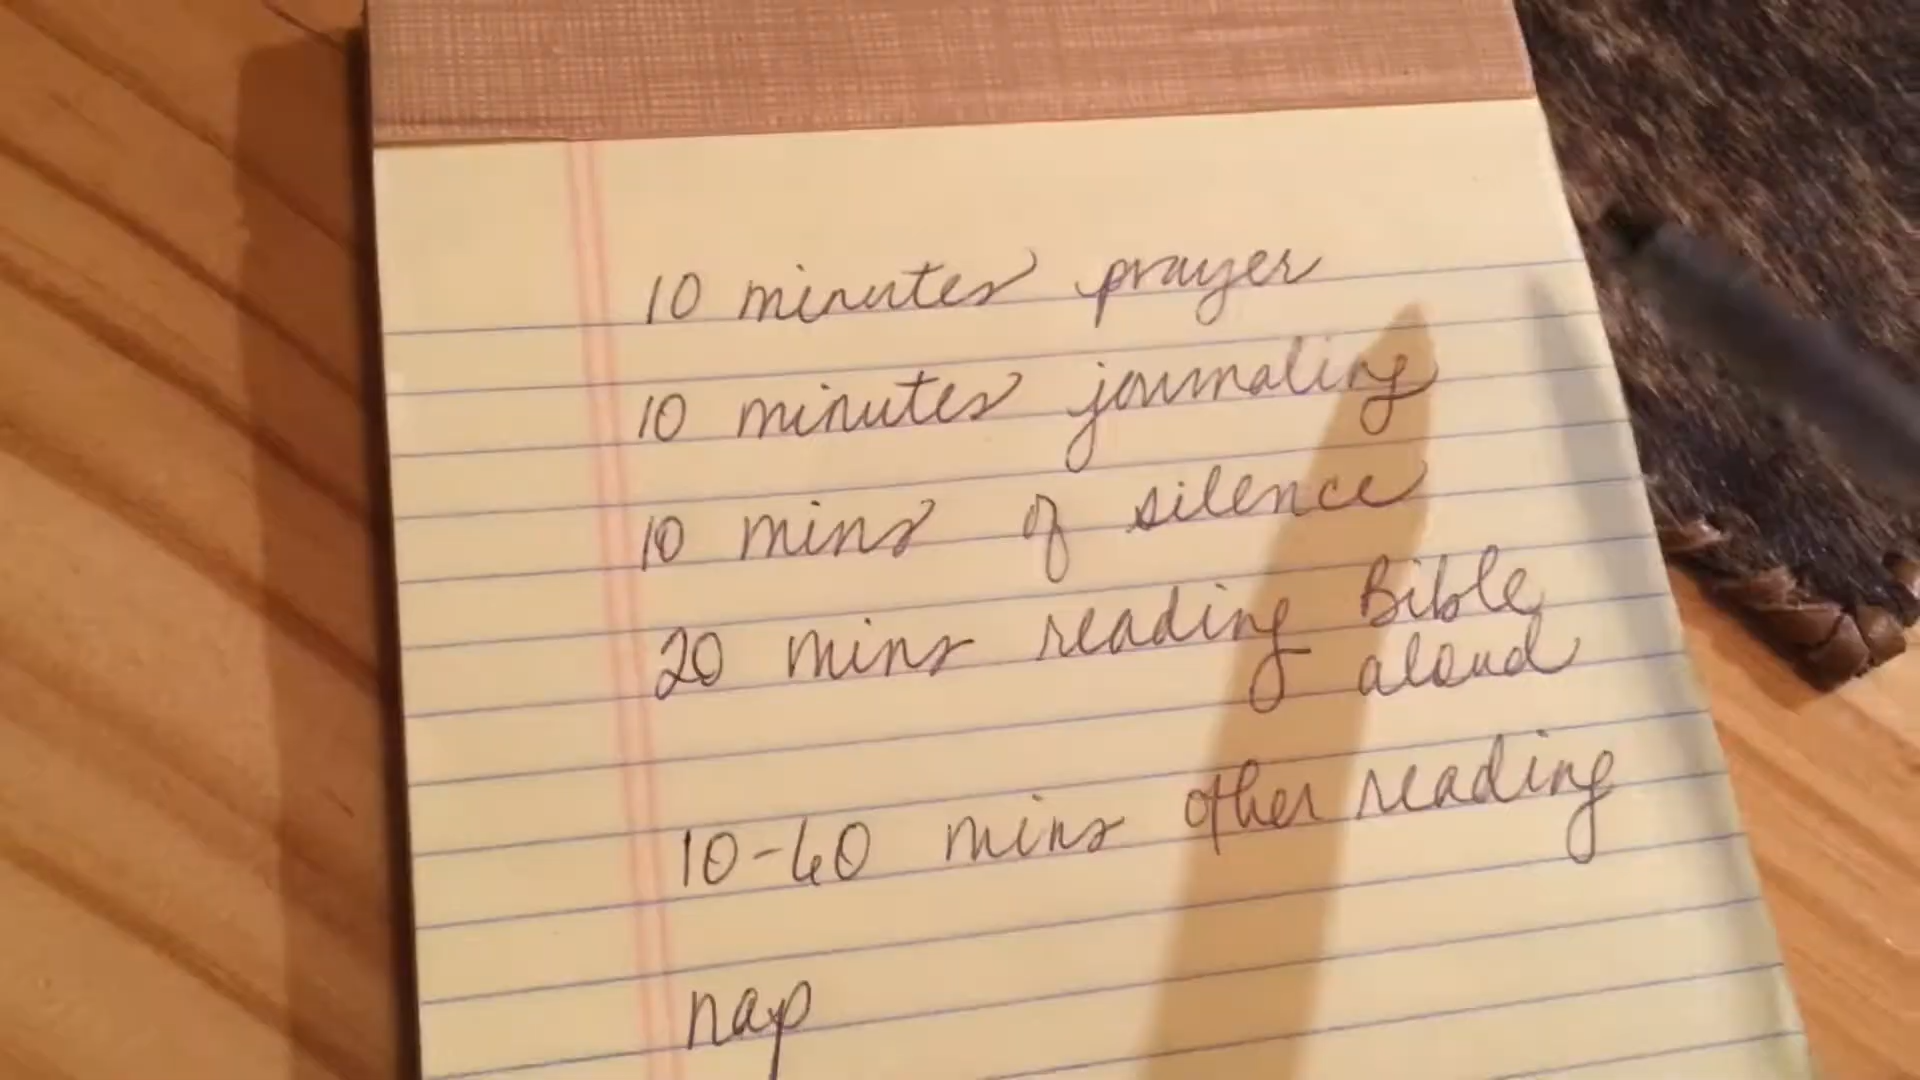 10 minutes prayer
10 minutes journaling
10 mins of silence
20 mins reading Bible
aloud
10-60 mins other reading
nap